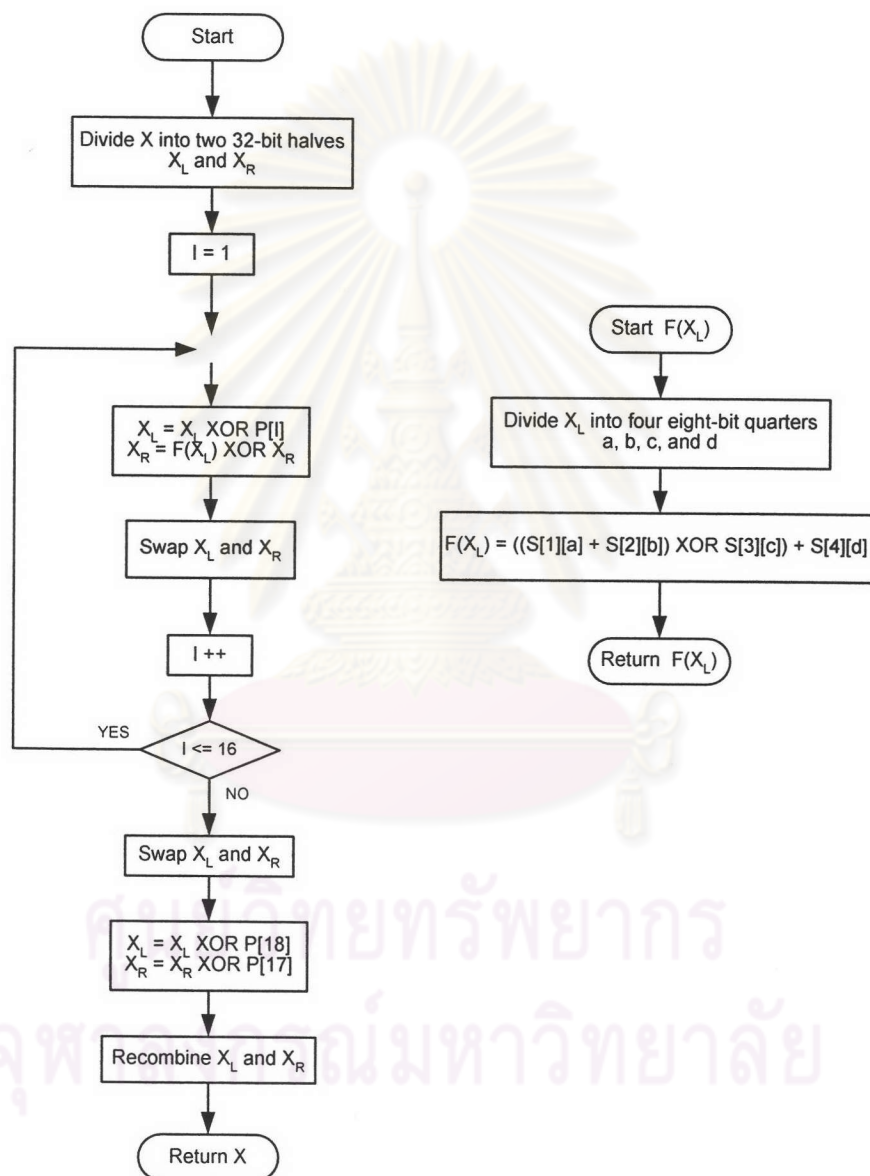 Start
Divide X into two 32-bit halves
X_L and X_R
I = 1
X_L = X_L XOR P[I]
X_R = F(X_L) XOR X_R
Swap X_L and X_R
I ++
YES
I <= 16
NO
Swap X_L and X_R
X_L = X_L XOR P[18]
X_R = X_R XOR P[17]
Recombine X_L and X_R
Return X
Start F(X_L)
Divide X_L into four eight-bit quarters
a, b, c, and d
F(X_L) = ((S[1][a] + S[2][b]) XOR S[3][c]) + S[4][d]
Return F(X_L)
ศูนย์วิทยทรัพยากร
จุฬาลงกรณ์มหาวิทยาลัย